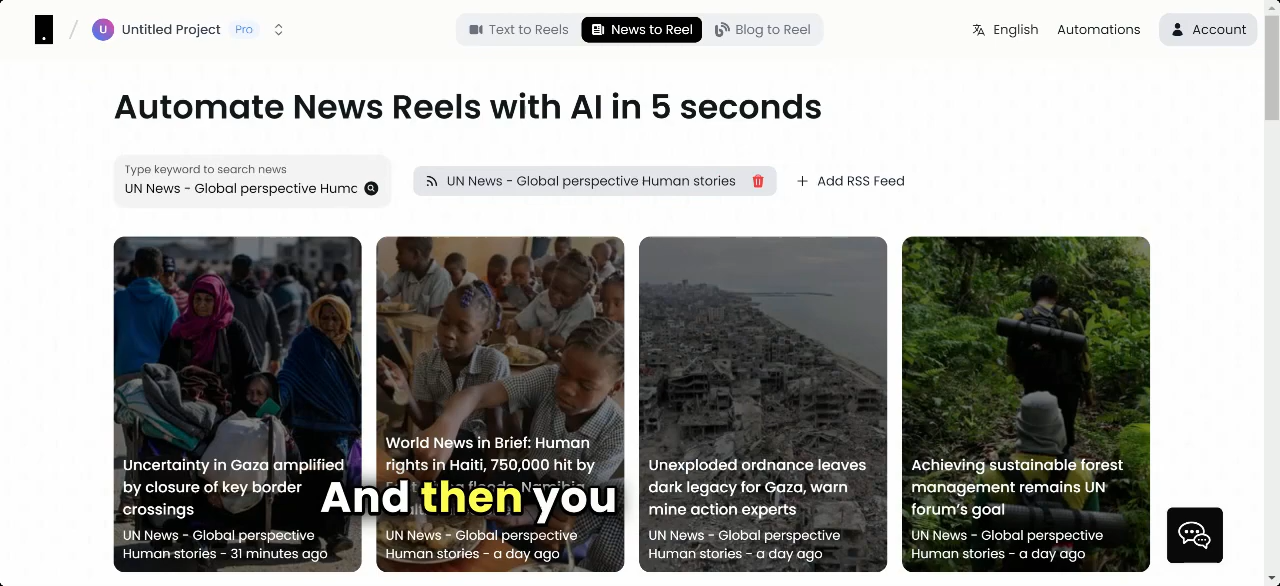 U Untitled Project Pro
Text to Reels
News to Reel
Blog to Reel
English
Automations
Account
Automate News Reels with AI in 5 seconds
Type keyword to search news
UN News - Global perspective Humc
UN News - Global perspective Human stories
Add RSS Feed
Uncertainty in Gaza amplified
by closure of key border
crossings
UN News - Global perspective
Human stories - 31 minutes ago
World News in Brief: Human
rights in Haiti, 750,000 hit by
floods, Namibia
UN News - Global perspective
Human stories - a day ago
Unexploded ordnance leaves
dark legacy for Gaza, warn
mine action experts
UN News - Global perspective
Human stories - a day ago
Achieving sustainable forest
management remains UN
forum's goal
UN News - Global perspective
Human stories - a day ago
And then you